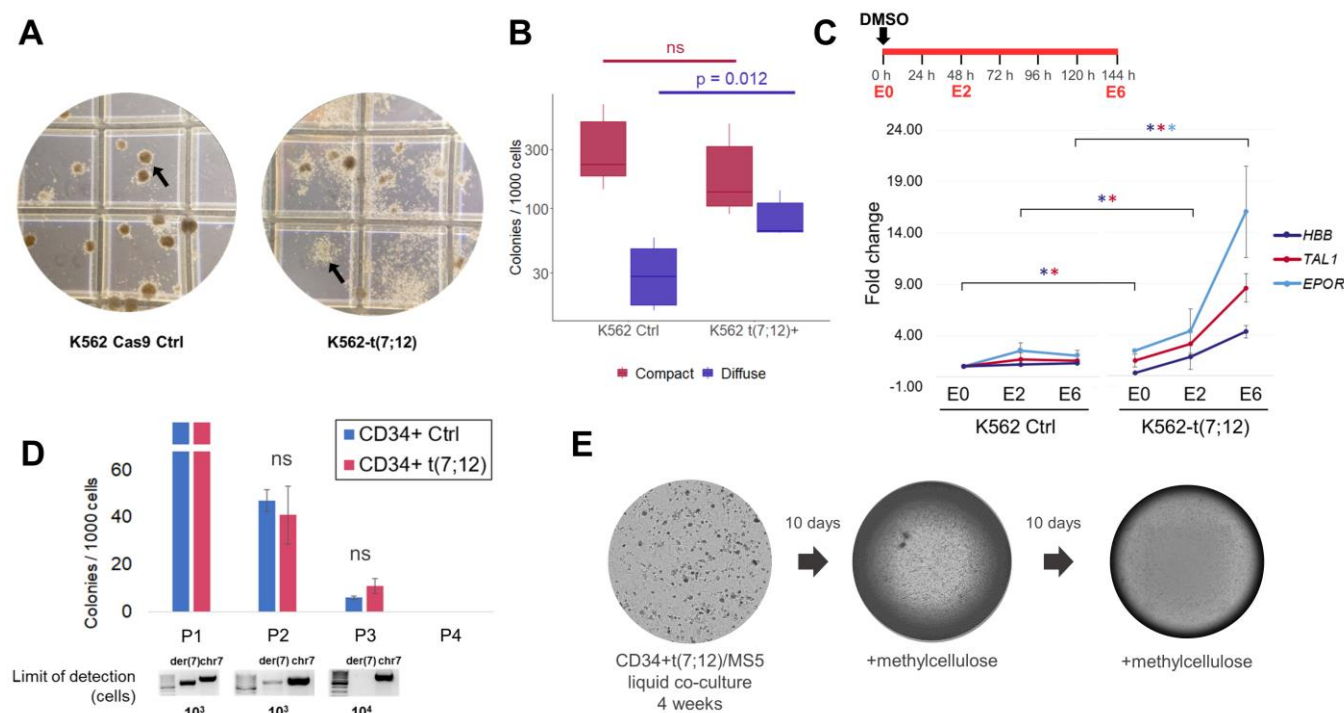 A
K562 Cas9 Ctrl
K562-t(7;12)
B
ns
p = 0.012
Colonies / 1000 cells
300
100
30
K562 Ctrl
K562 t(7;12)+
Compact
Diffuse
C
DMSO
0 h 24 h 48 h 72 h 96 h 120 h 144 h
E0 E2 E6
***
**
**
Fold change
24.00
19.00
14.00
9.00
4.00
-1.00
HBB
TAL1
EPOR
E0 E2 E6 E0 E2 E6
K562 Ctrl K562-t(7;12)
D
CD34+ Ctrl
CD34+ t(7;12)
Colonies / 1000 cells
60
40
20
0
ns
ns
P1 P2 P3 P4
der(7) chr7 der(7) chr7 der(7) chr7
Limit of detection
(cells)
10³ 10³ 10⁴
E
10 days
10 days
CD34+t(7;12)/MS5
liquid co-culture
4 weeks
+methylcellulose
+methylcellulose